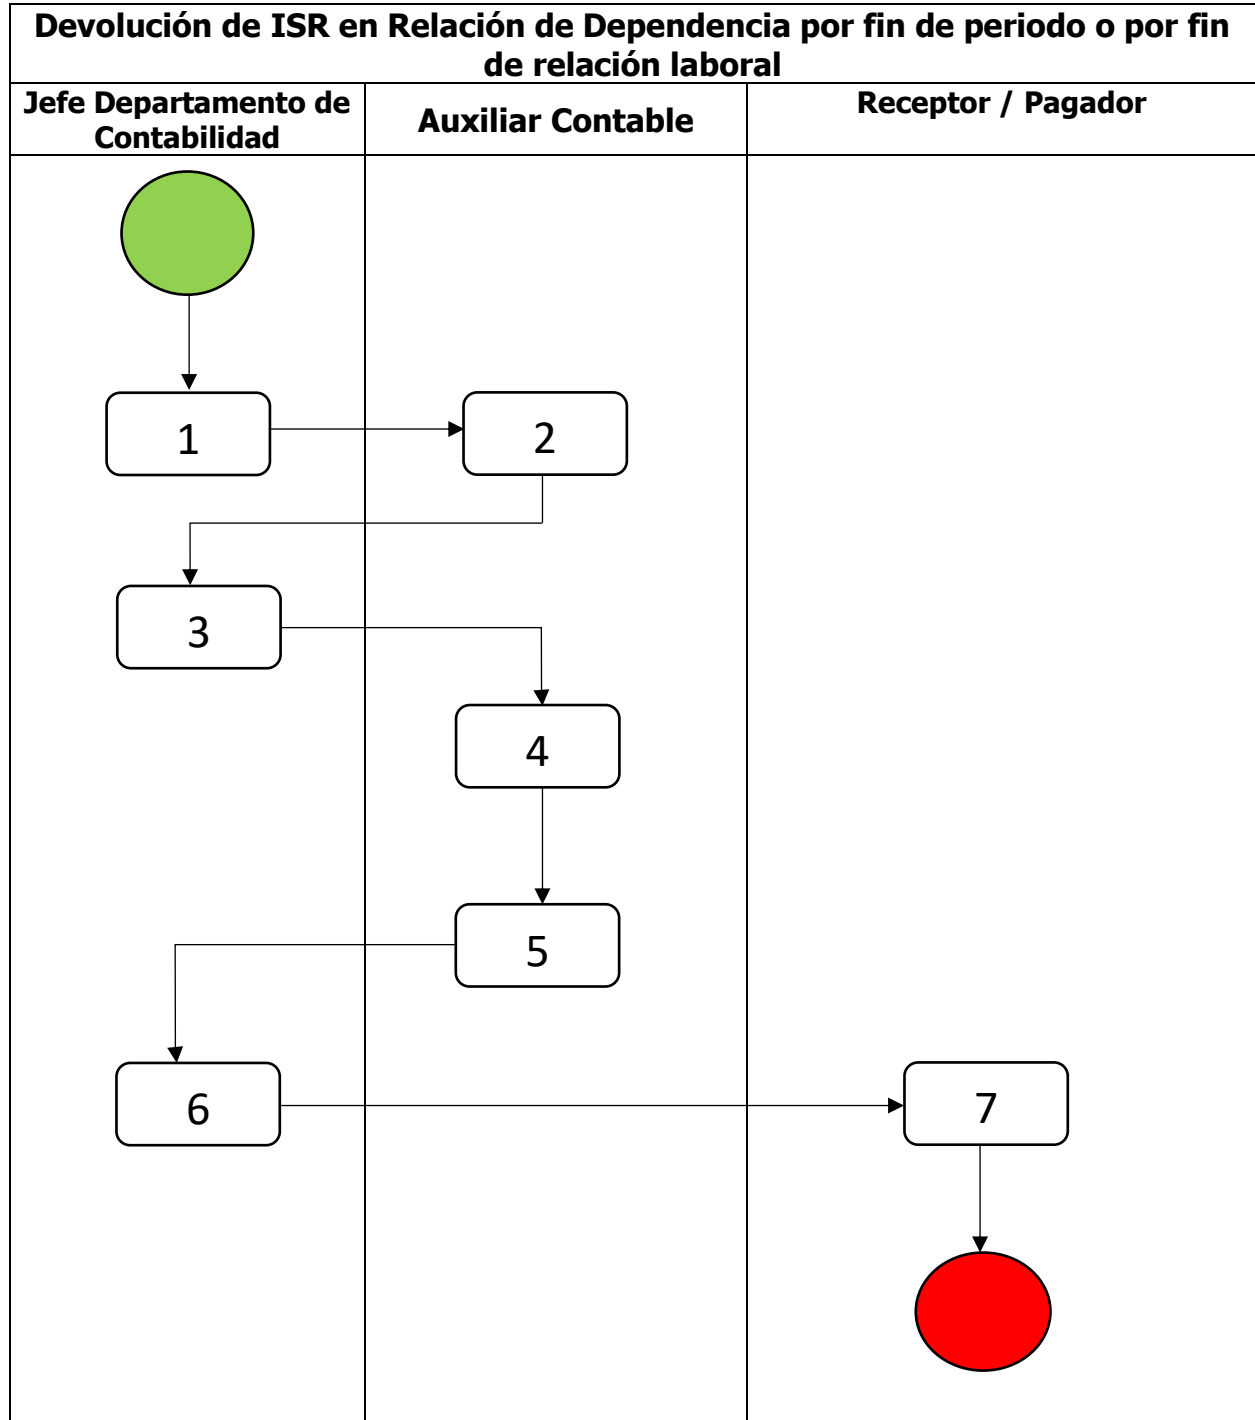 Devolución de ISR en Relación de Dependencia por fin de periodo o por fin
de relación laboral
Jefe Departamento de
Contabilidad
Auxiliar Contable
Receptor / Pagador
1
2
3
4
5
6
7